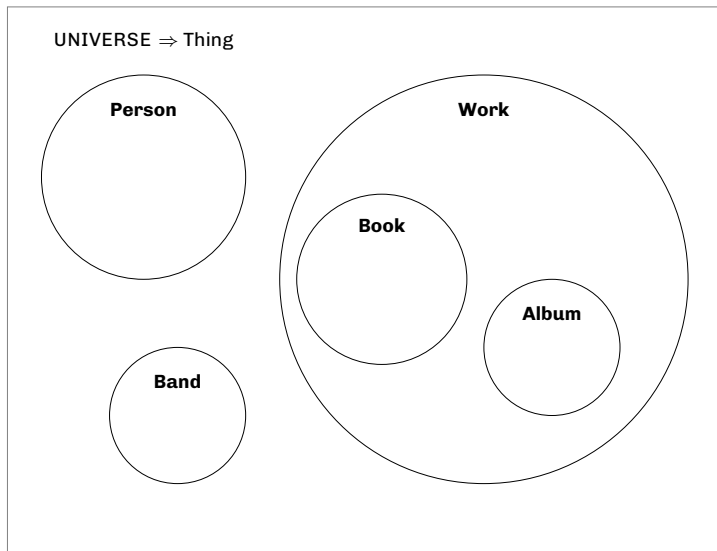 UNIVERSE ⇒ Thing
Person
Work
Book
Album
Band